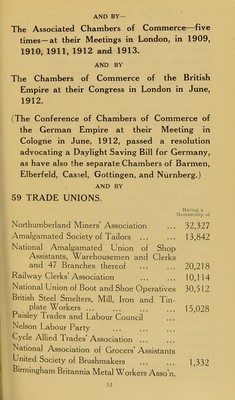 AND BY—
The Associated Chambers of Commerce—five
times—at their Meetings in London, in 1909,
1910, 1911, 1912 and 1913.
AND BY
The Chambers of Commerce of the British
Empire at their Congress in London in June,
1912.
(The Conference of Chambers of Commerce of
the German Empire at their Meeting in
Cologne in June, 1912, passed a resolution
advocating a Daylight Saving Bill for Germany,
as have also the separate Chambers of Barmen,
Elberfeld, Cassel, Gottingen, and Nurnberg.)
AND BY
59 TRADE UNIONS.
Having a
Membership of
Northumberland Miners' Association ... 32,327
Amalgamated Society of Tailors ... ... 13,842
National Amalgamated Union of Shop
Assistants, Warehousemen and Clerks
and 47 Branches thereof ... ... 20,218
Railway Clerks' Association ... 10,114
National Union of Boot and Shoe Operatives 30,512
British Steel Smelters, Mill, Iron and Tin-
plate Workers ... ... ... ... 15,028
Paisley Trades and Labour Council ...
Nelson Labour Party ... ... ...
Cycle Allied Trades' Association ... ...
National Association of Grocers' Assistants
United Society of Brushmakers ... ... 1,332
Birmingham Britannia Metal Workers Asso'n.
11